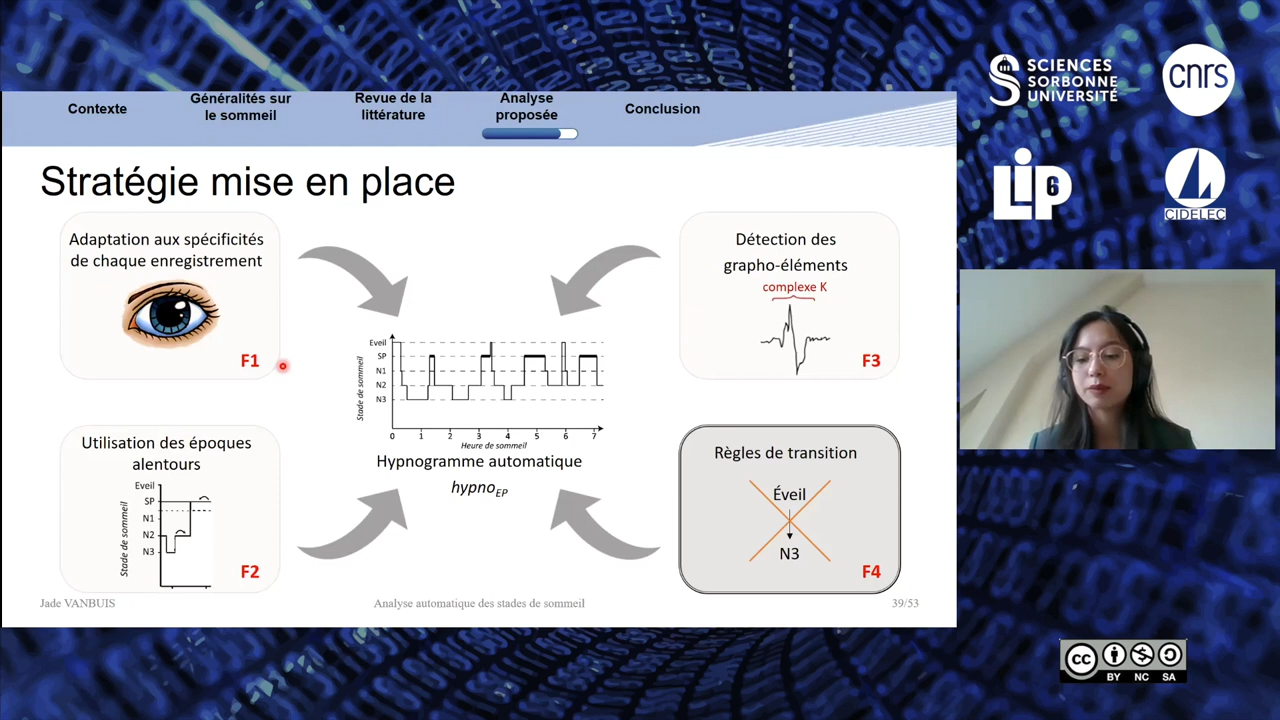 Contexte
Généralités sur
le sommeil
Revue de la
littérature
Analyse
proposée
Conclusion
Stratégie mise en place
Adaptation aux spécificités
de chaque enregistrement
F1
Utilisation des époques
alentours
Stade de sommeil
Eveil
SP
N1
N2
N3
F2
Stade de sommeil
Eveil
SP
N1
N2
N3
0 1 2 3 4 5 6 7
Heure de sommeil
Hypnogramme automatique
hypnoEP
Détection des
grapho-éléments
complexe K
F3
Règles de transition
Éveil
N3
F4
Jade VANBUIS
Analyse automatique des stades de sommeil
39/53
SCIENCES
SORBONNE
UNIVERSITÉ
cnrs
LIP6
CIDELEC
CC BY NC SA